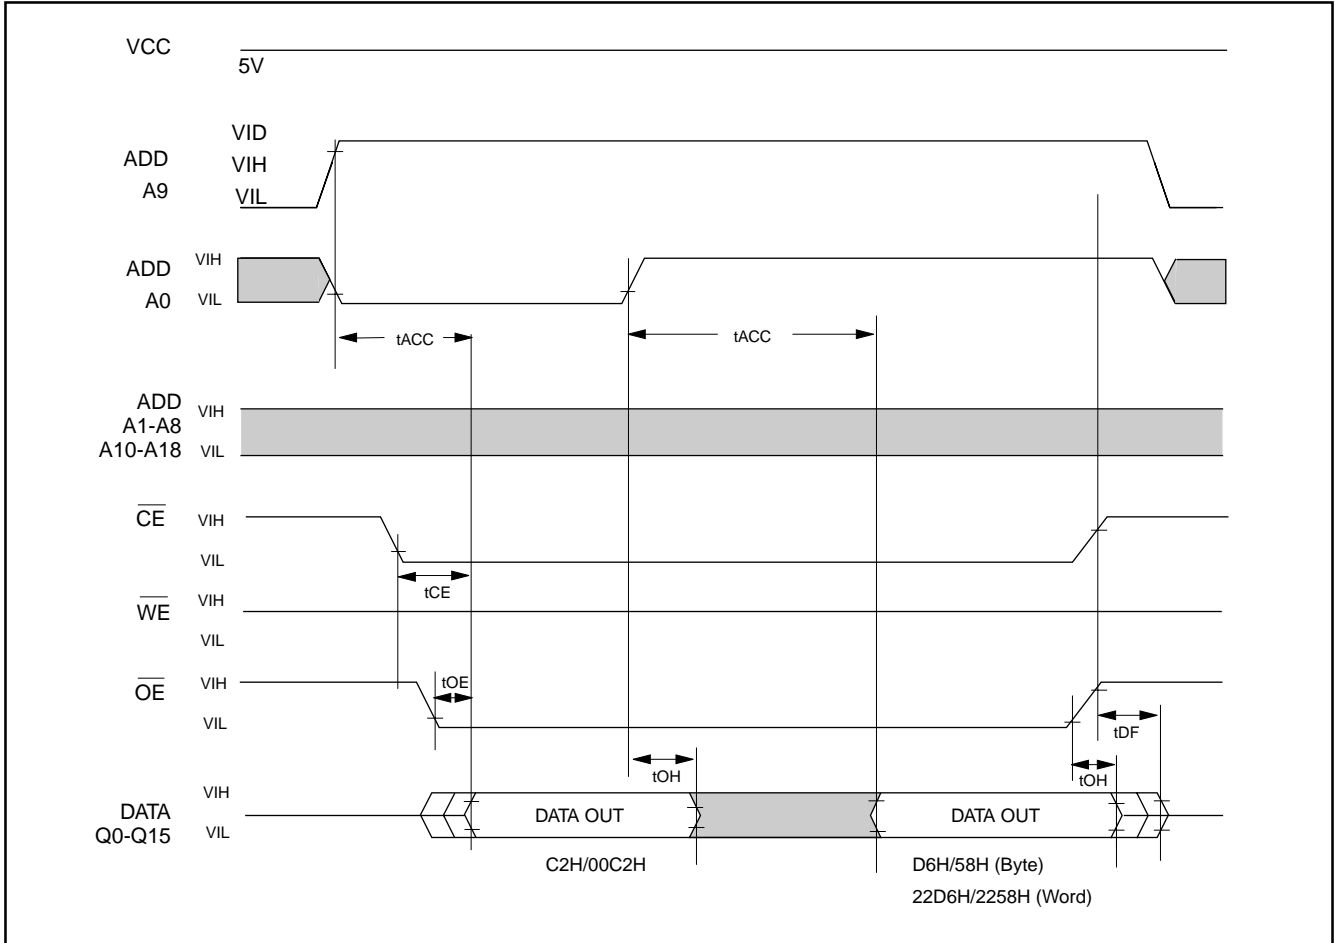 VCC
5V
ADD
A9
VID
VIH
VIL
ADD
A0
VIH
VIL
tACC
tACC
ADD
A1-A8
A10-A18
VIH
VIL
CE
VIH
VIL
tCE
WE
VIH
VIL
OE
VIH
VIL
tOE
tDF
tOH
tOH
DATA
Q0-Q15
VIH
VIL
DATA OUT
DATA OUT
C2H/00C2H
D6H/58H (Byte)
22D6H/2258H (Word)